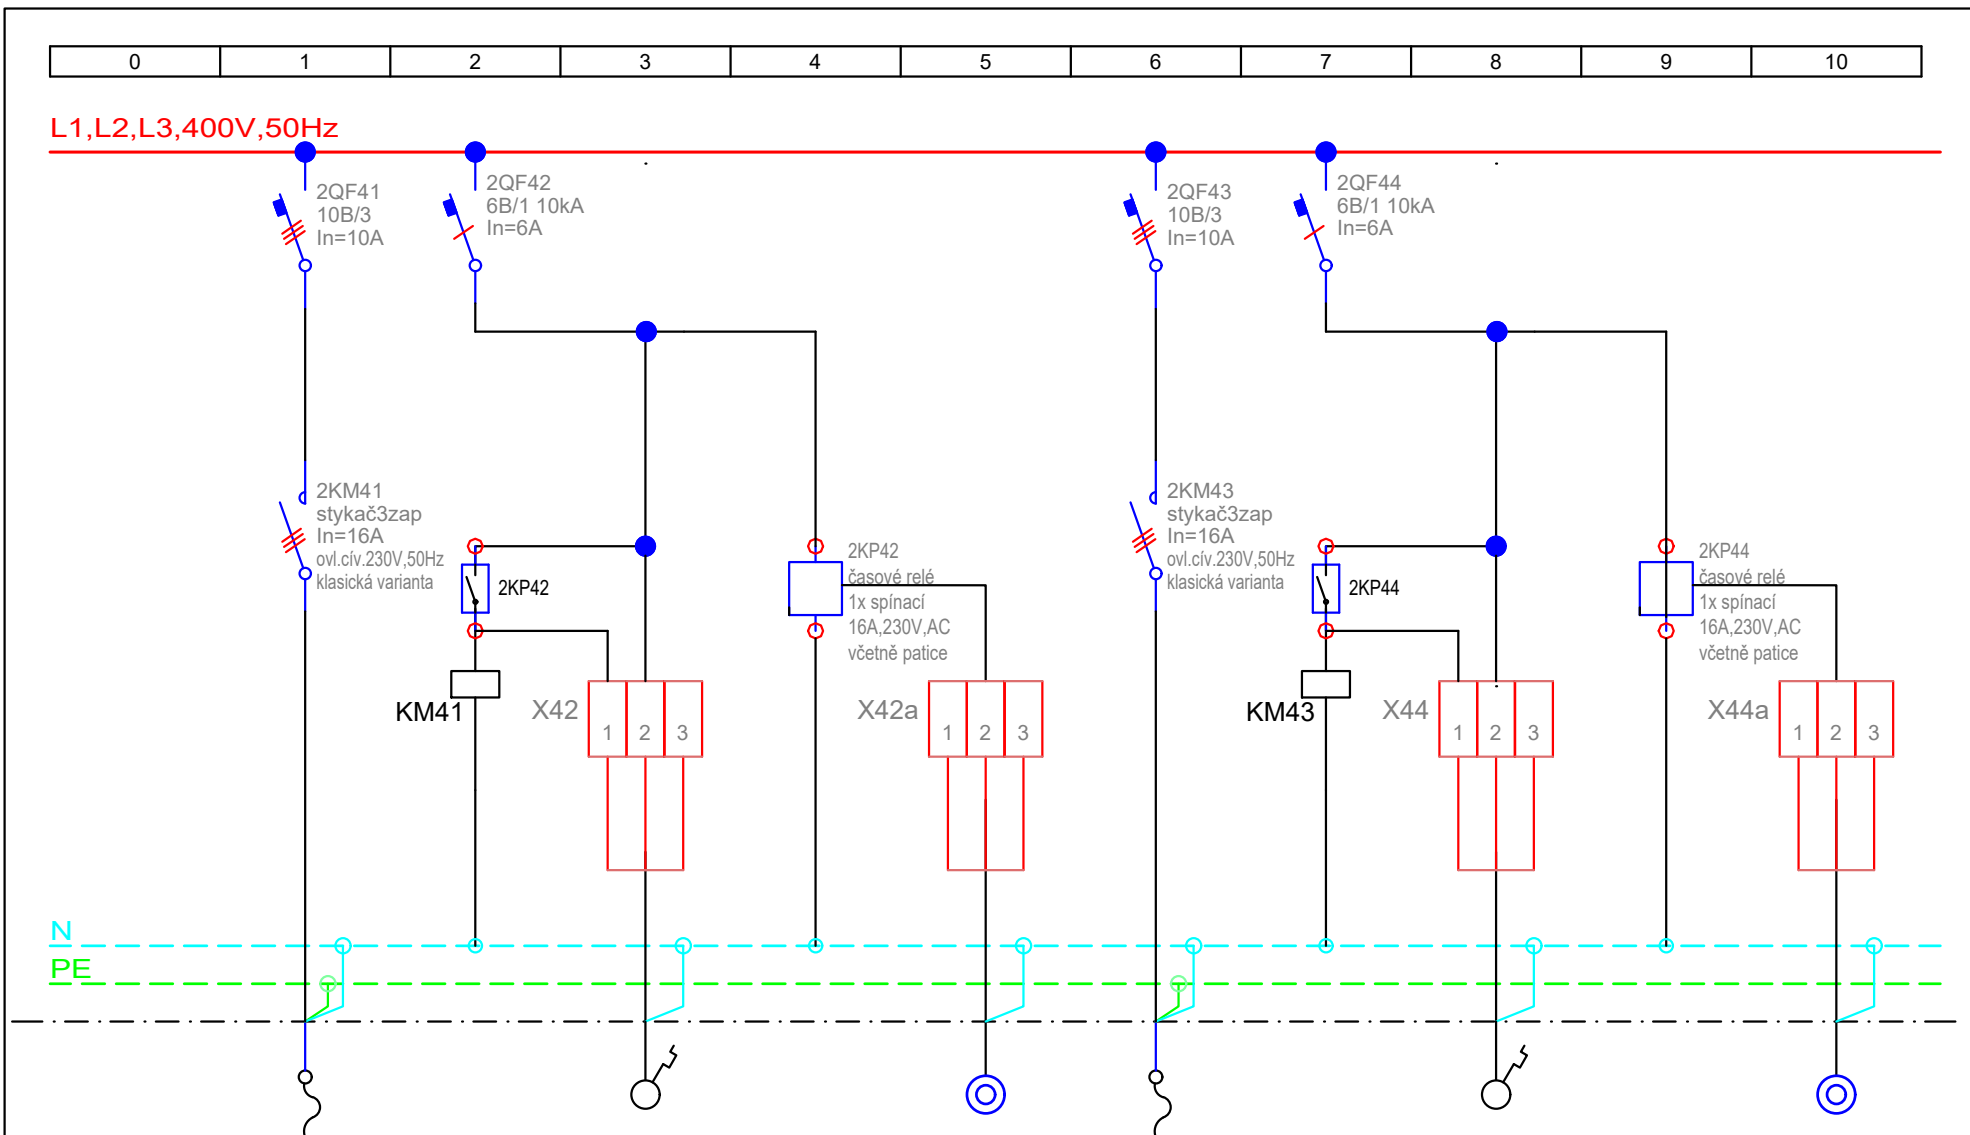 0 1 2 3 4 5 6 7 8 9 10
L1,L2,L3,400V,50Hz
2QF41
10B/3
In=10A
2QF42
6B/1 10kA
In=6A
2QF43
10B/3
In=10A
2QF44
6B/1 10kA
In=6A
2KM41
stykač3zap
In=16A
ovl.cív.230V,50Hz
klasická varianta
2KP42
2KP42
časové relé
1x spínací
16A,230V,AC
včetně patice
2KM43
stykač3zap
In=16A
ovl.cív.230V,50Hz
klasická varianta
2KP44
2KP44
časové relé
1x spínací
16A,230V,AC
včetně patice
KM41
X42
1 2 3
X42a
1 2 3
KM43
X44
1 2 3
X44a
1 2 3
N
PE